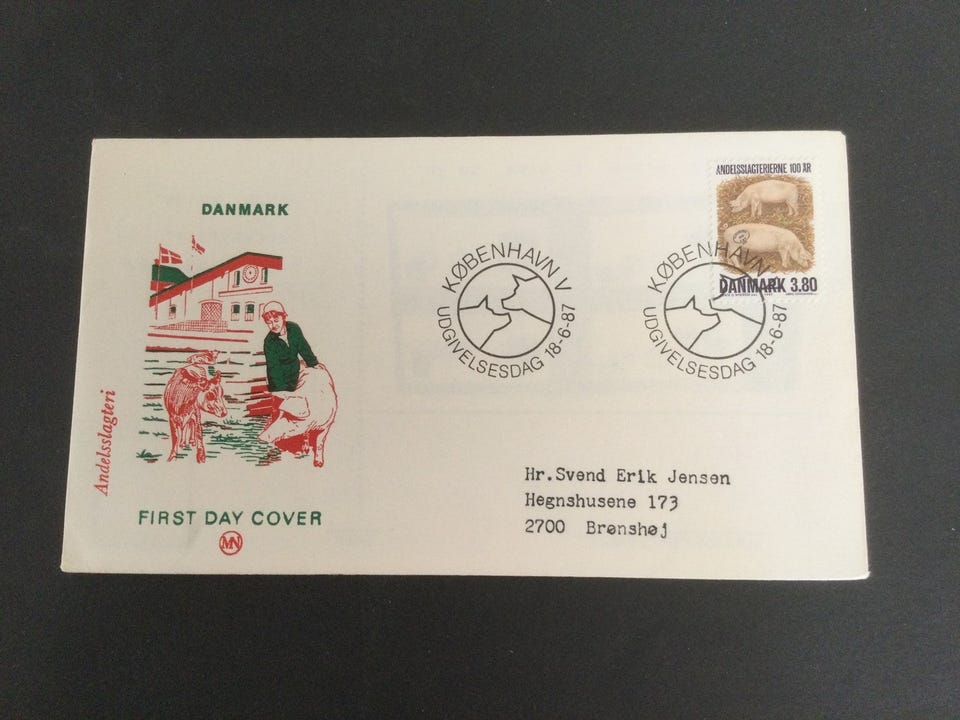 DANMARK
Andelsslagteri
FIRST DAY COVER
MN
KØBENHAVN V
UDGIVELSESDAG 18-6-87
KØBENHAVN V
UDGIVELSESDAG 18-6-87
ANDELSSLAGTERIERNE 100 ÅR
DANMARK 3.80
Hr.Svend Erik Jensen
Hegnshusene 173
2700 Brønshøj